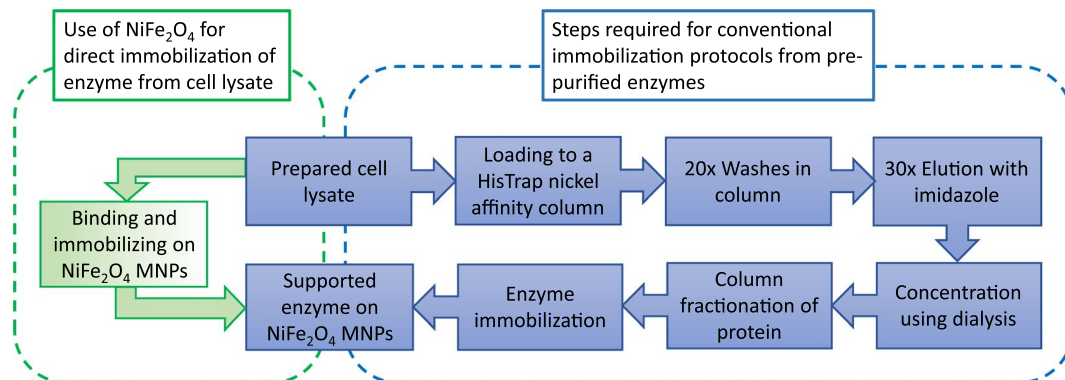 Use of NiFe₂O₄ for
direct immobilization of
enzyme from cell lysate
Steps required for conventional
immobilization protocols from pre-
purified enzymes
Prepared cell
lysate
Loading to a
HisTrap nickel
affinity column
20x Washes in
column
30x Elution with
imidazole
Binding and
immobilizing on
NiFe₂O₄ MNPs
Supported
enzyme on
NiFe₂O₄ MNPs
Enzyme
immobilization
Column
fractionation of
protein
Concentration
using dialysis